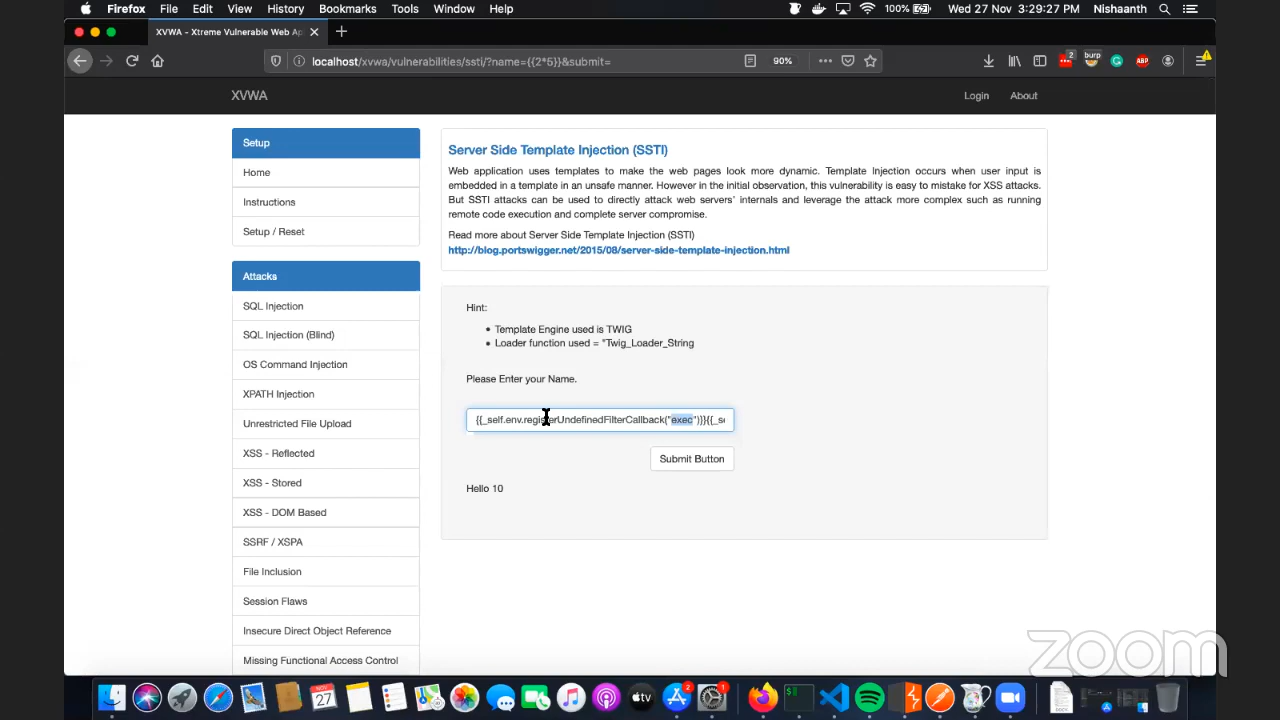 Firefox File Edit View History Bookmarks Tools Window Help 100% Wed 27 Nov 3:29:27 PM Nishaanth
XVWA - Xtreme Vulnerable Web Ap
localhost/xvwa/vulnerabilities/ssti/?name={{2*5}}&submit= 90%
2
burp
ABP
XVWA Login About
Setup
Home
Instructions
Setup / Reset
Attacks
SQL Injection
SQL Injection (Blind)
OS Command Injection
XPATH Injection
Unrestricted File Upload
XSS - Reflected
XSS - Stored
XSS - DOM Based
SSRF / XSPA
File Inclusion
Session Flaws
Insecure Direct Object Reference
Missing Functional Access Control
Server Side Template Injection (SSTI)
Web application uses templates to make the web pages look more dynamic. Template Injection occurs when user input is
embedded in a template in an unsafe manner. However in the initial observation, this vulnerability is easy to mistake for XSS attacks.
But SSTI attacks can be used to directly attack web servers' internals and leverage the attack more complex such as running
remote code execution and complete server compromise.
Read more about Server Side Template Injection (SSTI)
http://blog.portswigger.net/2015/08/server-side-template-injection.html
Hint:
Template Engine used is TWIG
Loader function used = "Twig_Loader_String
Please Enter your Name.
{{_self.env.registerUndefinedFilterCallback("exec")}}{{_se
Submit Button
Hello 10
zoom
NOV
27
tv
2
1